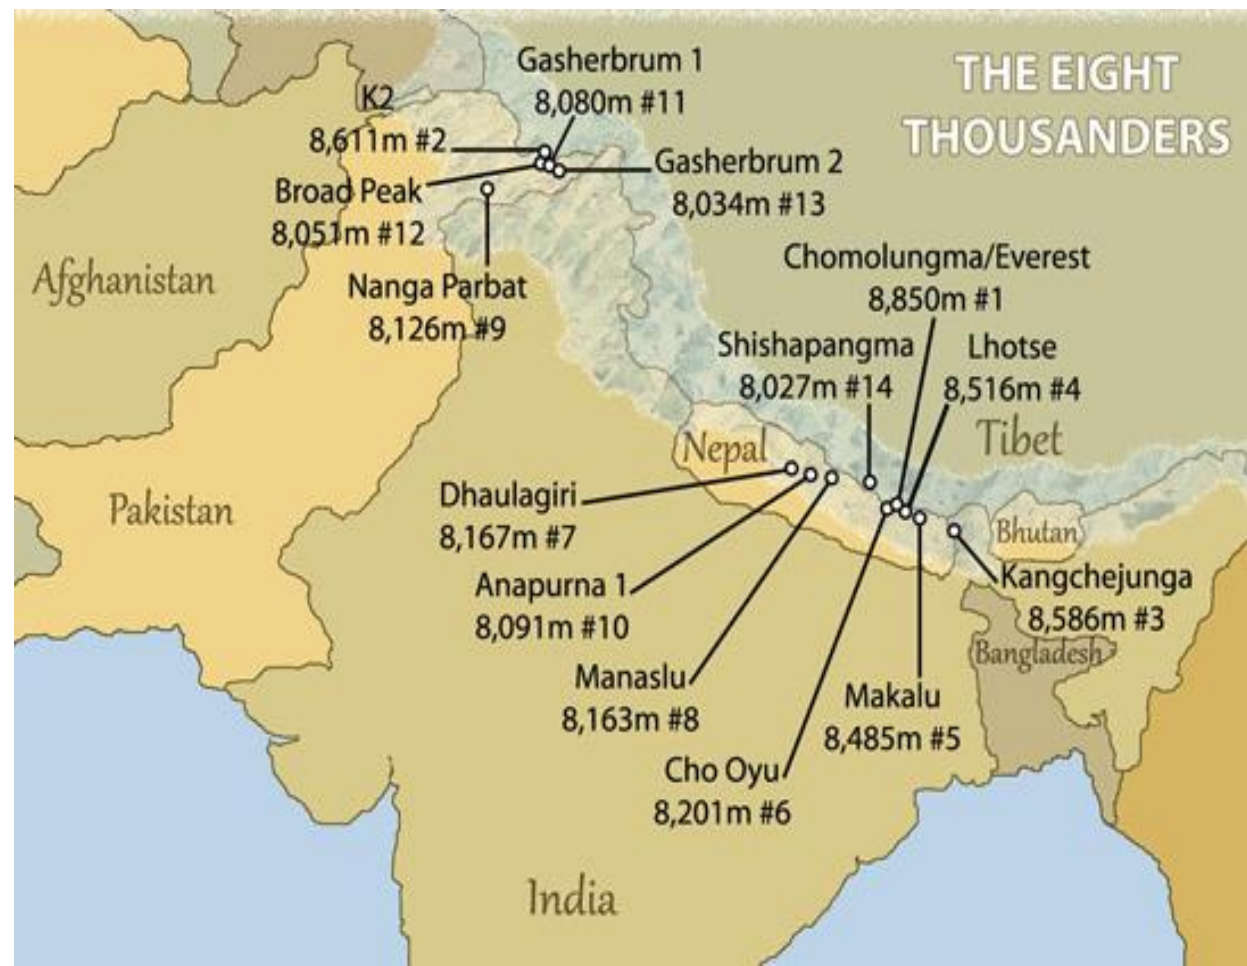 THE EIGHT
THOUSANDERS
Gasherbrum 1
8,080m #11
K2
8,611m #2
Gasherbrum 2
8,034m #13
Broad Peak
8,051m #12
Nanga Parbat
8,126m #9
Afghanistan
Chomolungma/Everest
8,850m #1
Shishapangma
8,027m #14
Lhotse
8,516m #4
Tibet
Nepal
Pakistan
Dhaulagiri
8,167m #7
Bhutan
Anapurna 1
8,091m #10
Kangchejunga
8,586m #3
Bangladesh
Manaslu
8,163m #8
Makalu
8,485m #5
Cho Oyu
8,201m #6
India